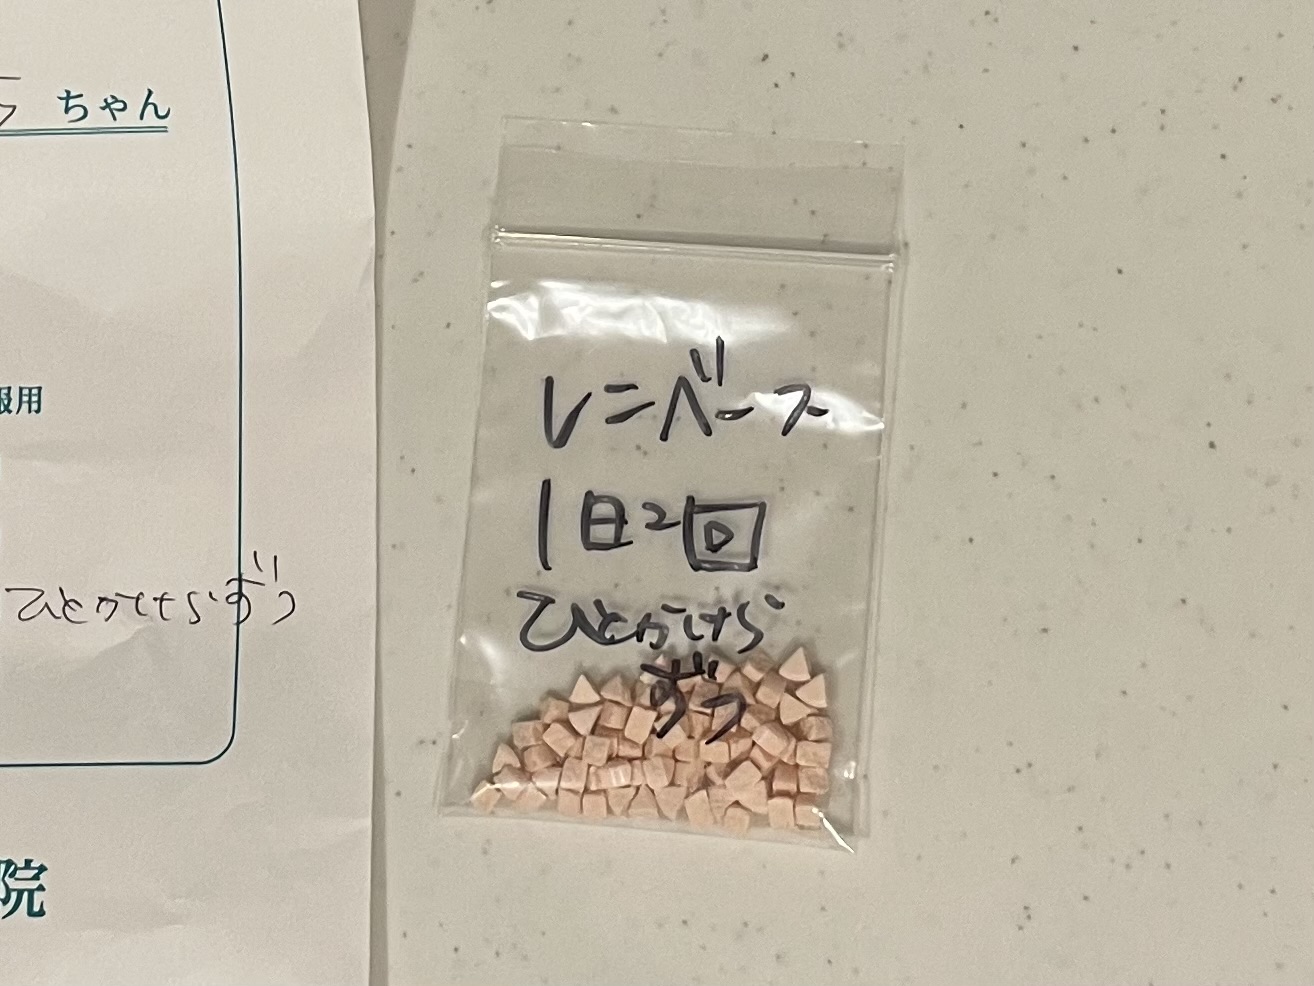 ちゃん
服用
ひとかけらずつ
院
レニベース
1日2回
ひとかけら
ずつ